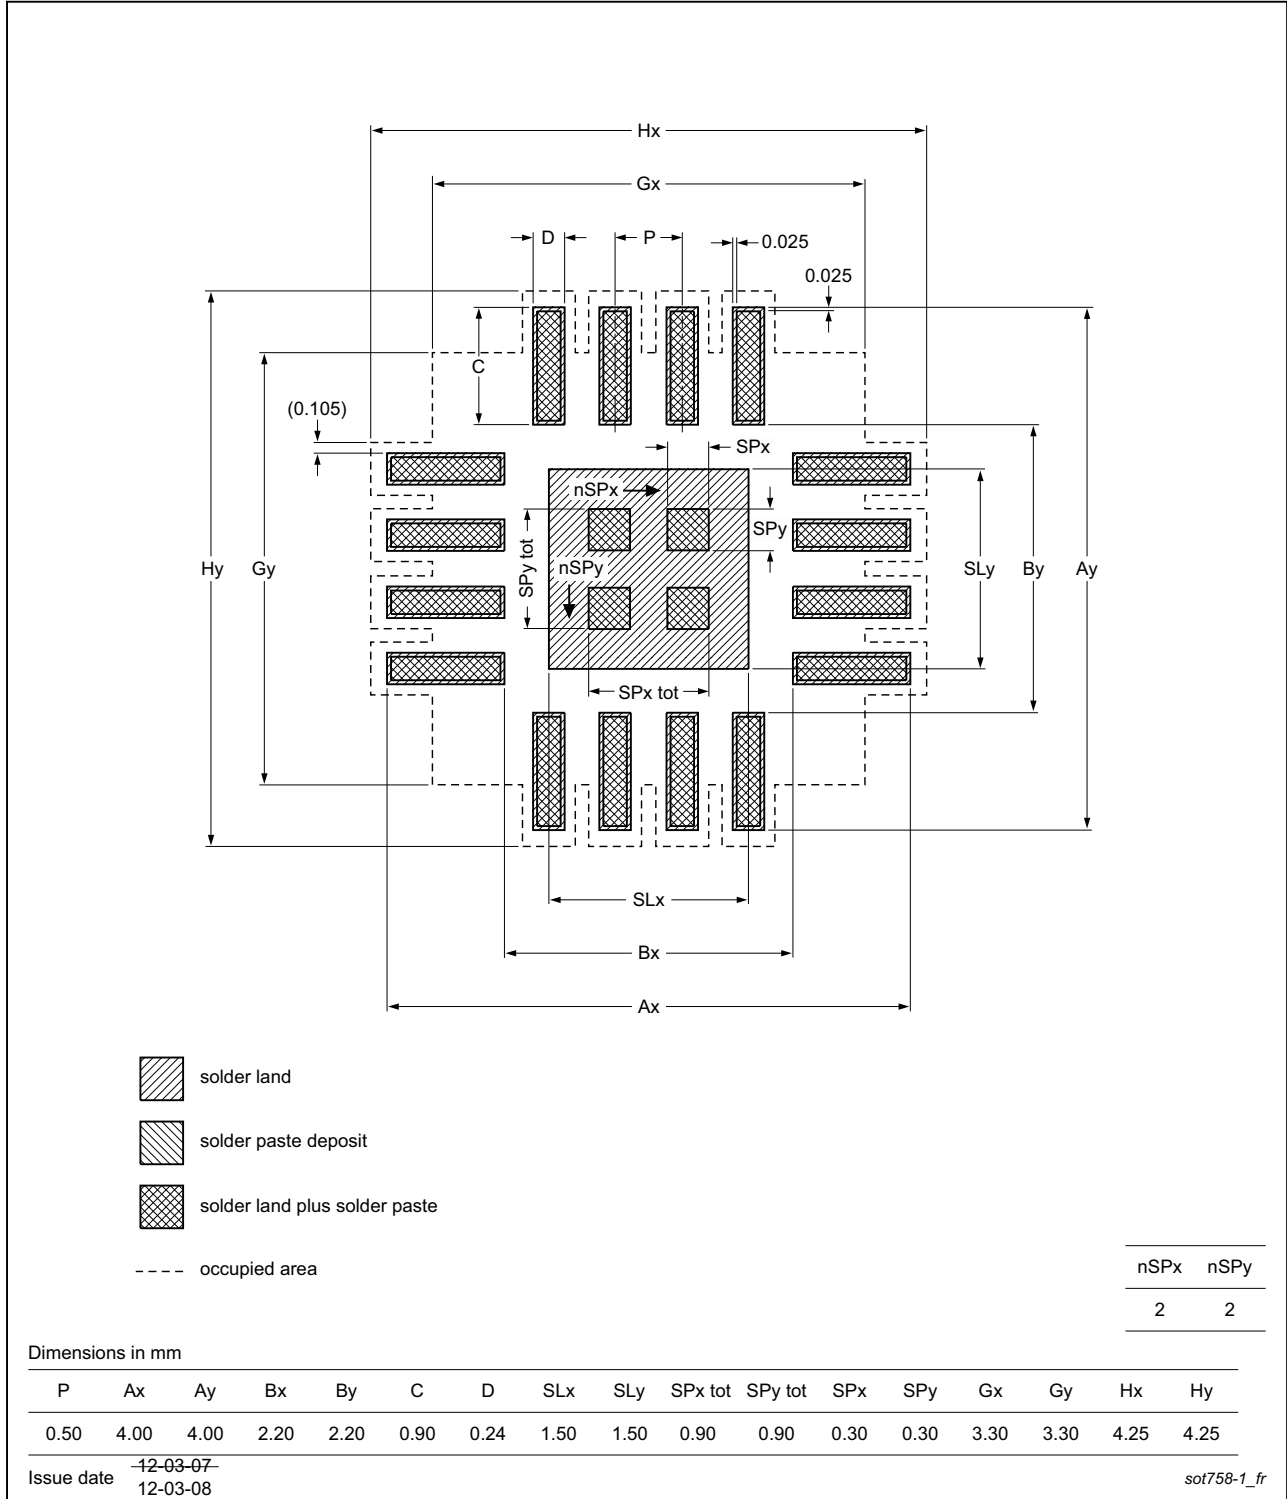 Hx
Gx
D
P
0.025
0.025
C
(0.105)
SPx
nSPx
SPy
SPy tot
nSPy
Hy
Gy
SLy
By
Ay
SPx tot
SLx
Bx
Ax
solder land
solder paste deposit
solder land plus solder paste
occupied area
nSPx nSPy
2 2
Dimensions in mm
P Ax Ay Bx By C D SLx SLy SPx tot SPy tot SPx SPy Gx Gy Hx Hy
0.50 4.00 4.00 2.20 2.20 0.90 0.24 1.50 1.50 0.90 0.90 0.30 0.30 3.30 3.30 4.25 4.25
Issue date 12-03-07
12-03-08
sot758-1_fr